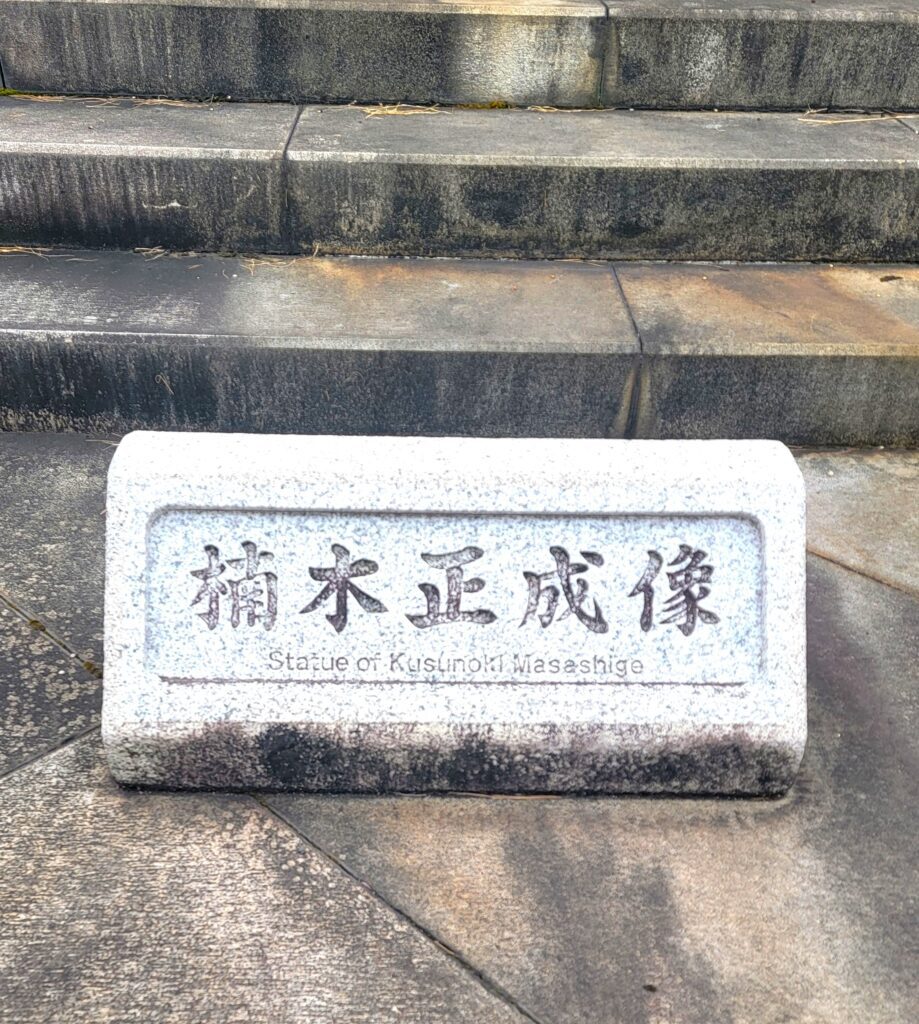 楠木正成像
Statue of Kusunoki Masashige